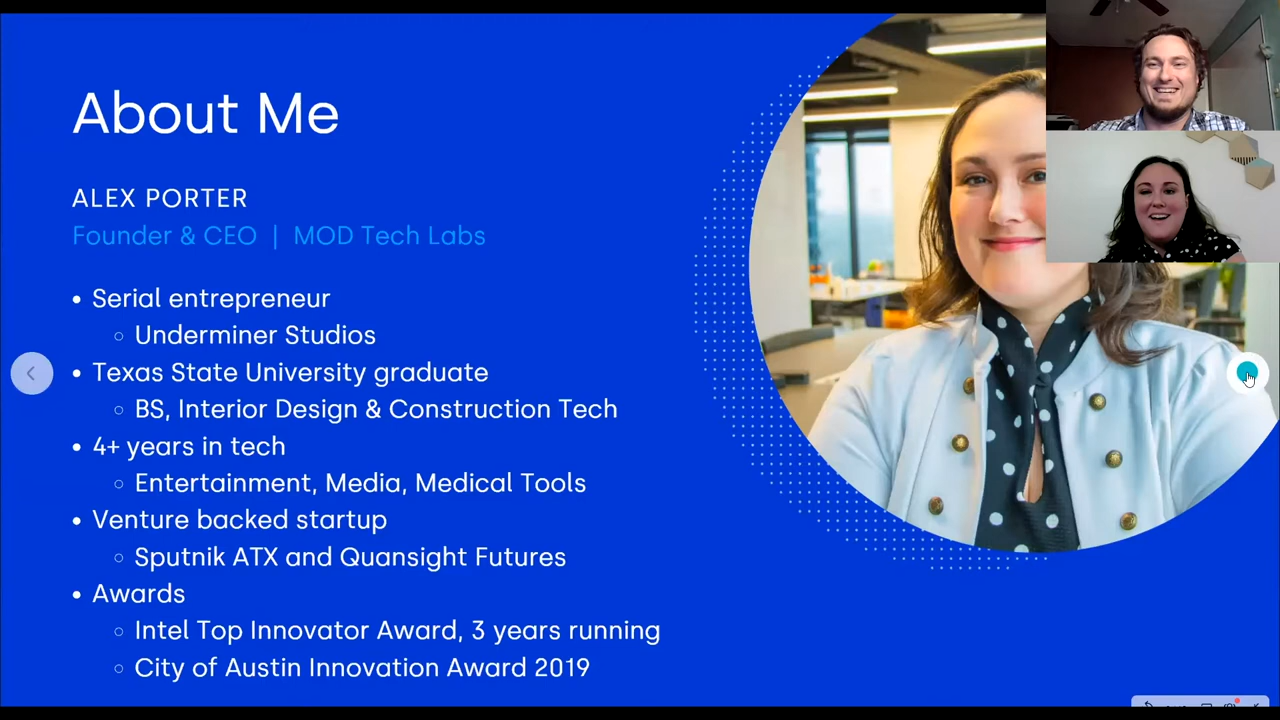 About Me
ALEX PORTER
Founder & CEO | MOD Tech Labs
• Serial entrepreneur
○ Underminer Studios
• Texas State University graduate
○ BS, Interior Design & Construction Tech
• 4+ years in tech
○ Entertainment, Media, Medical Tools
• Venture backed startup
○ Sputnik ATX and Quansight Futures
• Awards
○ Intel Top Innovator Award, 3 years running
○ City of Austin Innovation Award 2019